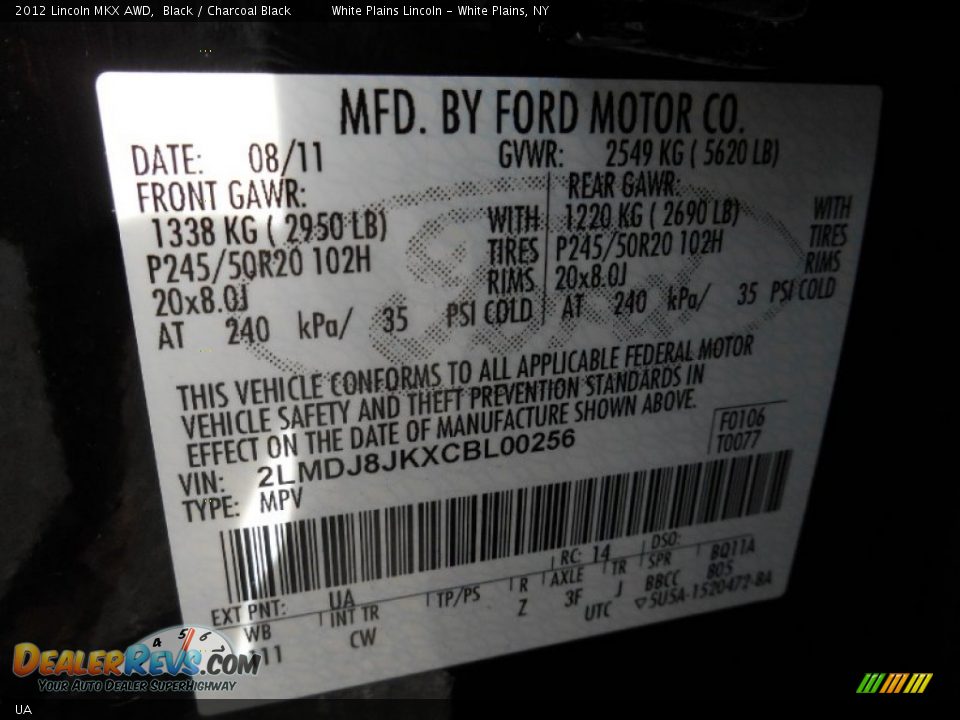 2012 Lincoln MKX AWD, Black / Charcoal Black White Plains Lincoln - White Plains, NY
MFD. BY FORD MOTOR CO.
DATE: 08/11 GVWR: 2549 KG ( 5620 LB)
FRONT GAWR: REAR GAWR:
1338 KG ( 2950 LB) WITH 1220 KG ( 2690 LB) WITH
P245/50R20 102H TIRES P245/50R20 102H TIRES
20x8.0J RIMS 20x8.0J RIMS
AT 240 kPa/ 35 PSI COLD AT 240 kPa/ 35 PSI COLD
THIS VEHICLE CONFORMS TO ALL APPLICABLE FEDERAL MOTOR
VEHICLE SAFETY AND THEFT PREVENTION STANDARDS IN
EFFECT ON THE DATE OF MANUFACTURE SHOWN ABOVE.
VIN: 2LMDJ8JKXCBL00256 F0106
TYPE: MPV T0077
EXT PNT: UA RC: 14 DSO:
WB INT TR TP/PS R AXLE TR SPR BQ11A
11 CW Z 3F J BBCC 805
UTC ▽5U5A-1520472-BA
4 5 6
DEALERREVS.COM
YOUR AUTO DEALER SUPERHIGHWAY
UA